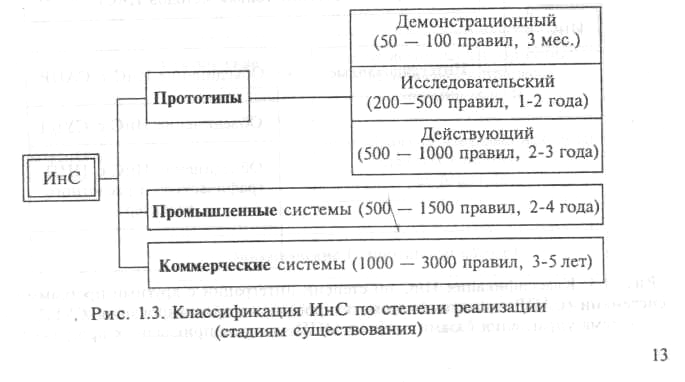 Демонстрационный
(50 — 100 правил, 3 мес.)
Исследовательский
(200—500 правил, 1-2 года)
Действующий
(500 — 1000 правил, 2-3 года)
Прототипы
ИнС
Промышленные системы (500 — 1500 правил, 2-4 года)
Коммерческие системы (1000 — 3000 правил, 3-5 лет)
Рис. 1.3. Классификация ИнС по степени реализации
(стадиям существования)
13